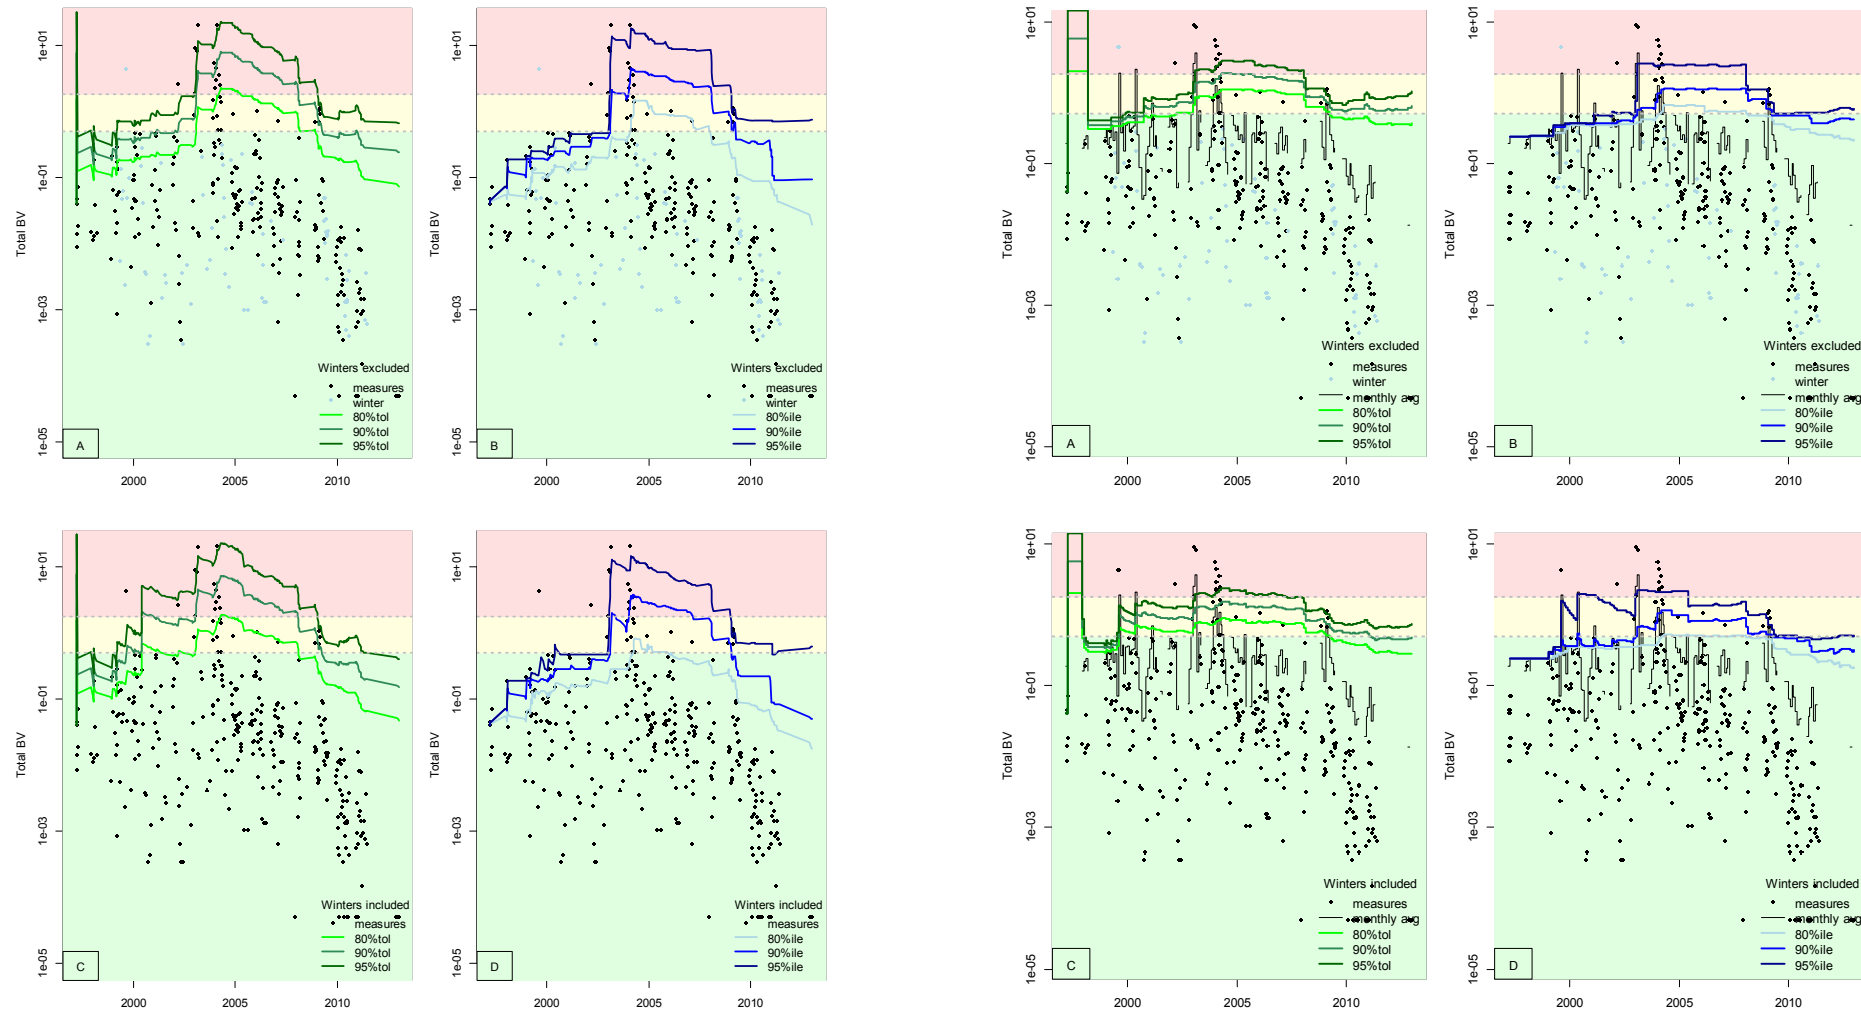 Total BV
1e+01
1e-01
1e-03
1e-05
Winters excluded
measures
winter
80%tol
90%tol
95%tol
A
2000
2005
2010
Total BV
1e+01
1e-01
1e-03
1e-05
Winters excluded
measures
winter
80%ile
90%ile
95%ile
B
2000
2005
2010
Total BV
1e+01
1e-01
1e-03
1e-05
Winters excluded
measures
winter
monthly avg
80%tol
90%tol
95%tol
A
2000
2005
2010
Total BV
1e+01
1e-01
1e-03
1e-05
Winters excluded
measures
winter
monthly avg
80%ile
90%ile
95%ile
B
2000
2005
2010
Total BV
1e+01
1e-01
1e-03
1e-05
Winters included
measures
80%tol
90%tol
95%tol
C
2000
2005
2010
Total BV
1e+01
1e-01
1e-03
1e-05
Winters included
measures
80%ile
90%ile
95%ile
D
2000
2005
2010
Total BV
1e+01
1e-01
1e-03
1e-05
Winters included
measures
monthly avg
80%tol
90%tol
95%tol
C
2000
2005
2010
Total BV
1e+01
1e-01
1e-03
1e-05
Winters included
measures
monthly avg
80%ile
90%ile
95%ile
D
2000
2005
2010